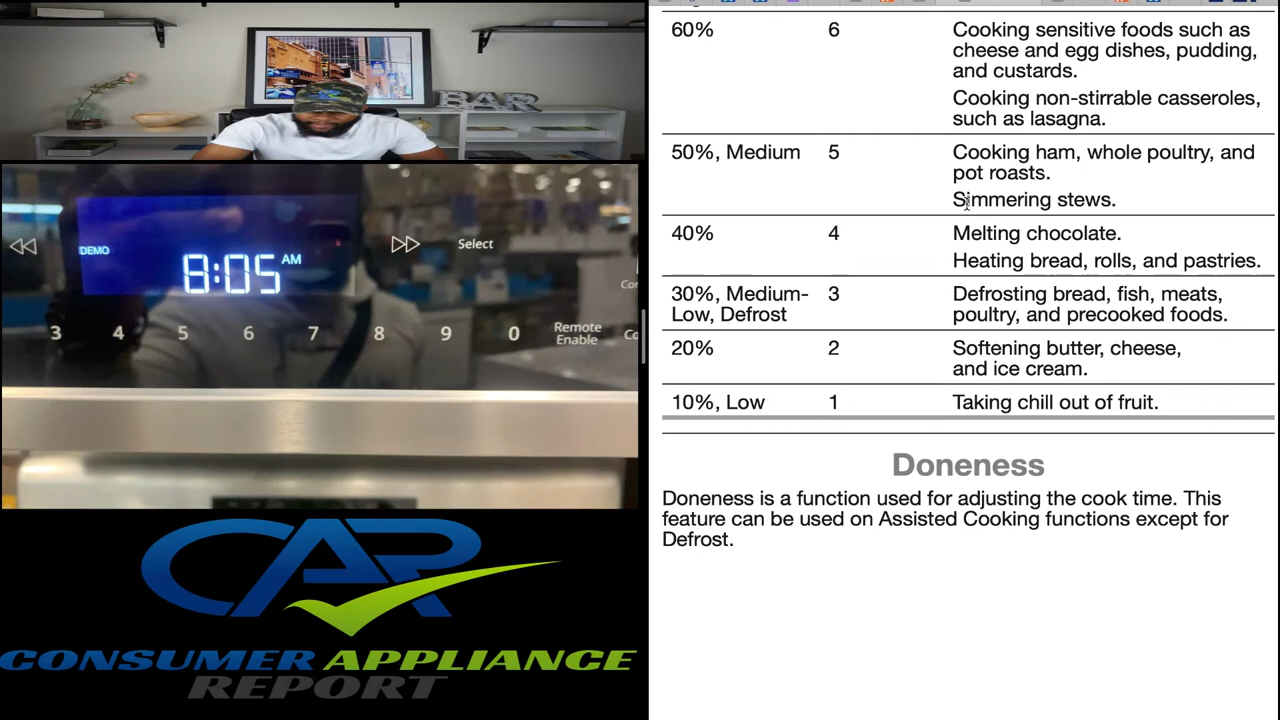 BAR
DEMO
8:05 AM
Select
3 4 5 6 7 8 9 0
Remote
Enable
CAR
CONSUMER APPLIANCE
REPORT
60% 6 Cooking sensitive foods such as
cheese and egg dishes, pudding,
and custards.
Cooking non-stirrable casseroles,
such as lasagna.
50%, Medium 5 Cooking ham, whole poultry, and
pot roasts.
Simmering stews.
40% 4 Melting chocolate.
Heating bread, rolls, and pastries.
30%, Medium- 3 Defrosting bread, fish, meats,
Low, Defrost poultry, and precooked foods.
20% 2 Softening butter, cheese,
and ice cream.
10%, Low 1 Taking chill out of fruit.
Doneness
Doneness is a function used for adjusting the cook time. This
feature can be used on Assisted Cooking functions except for
Defrost.